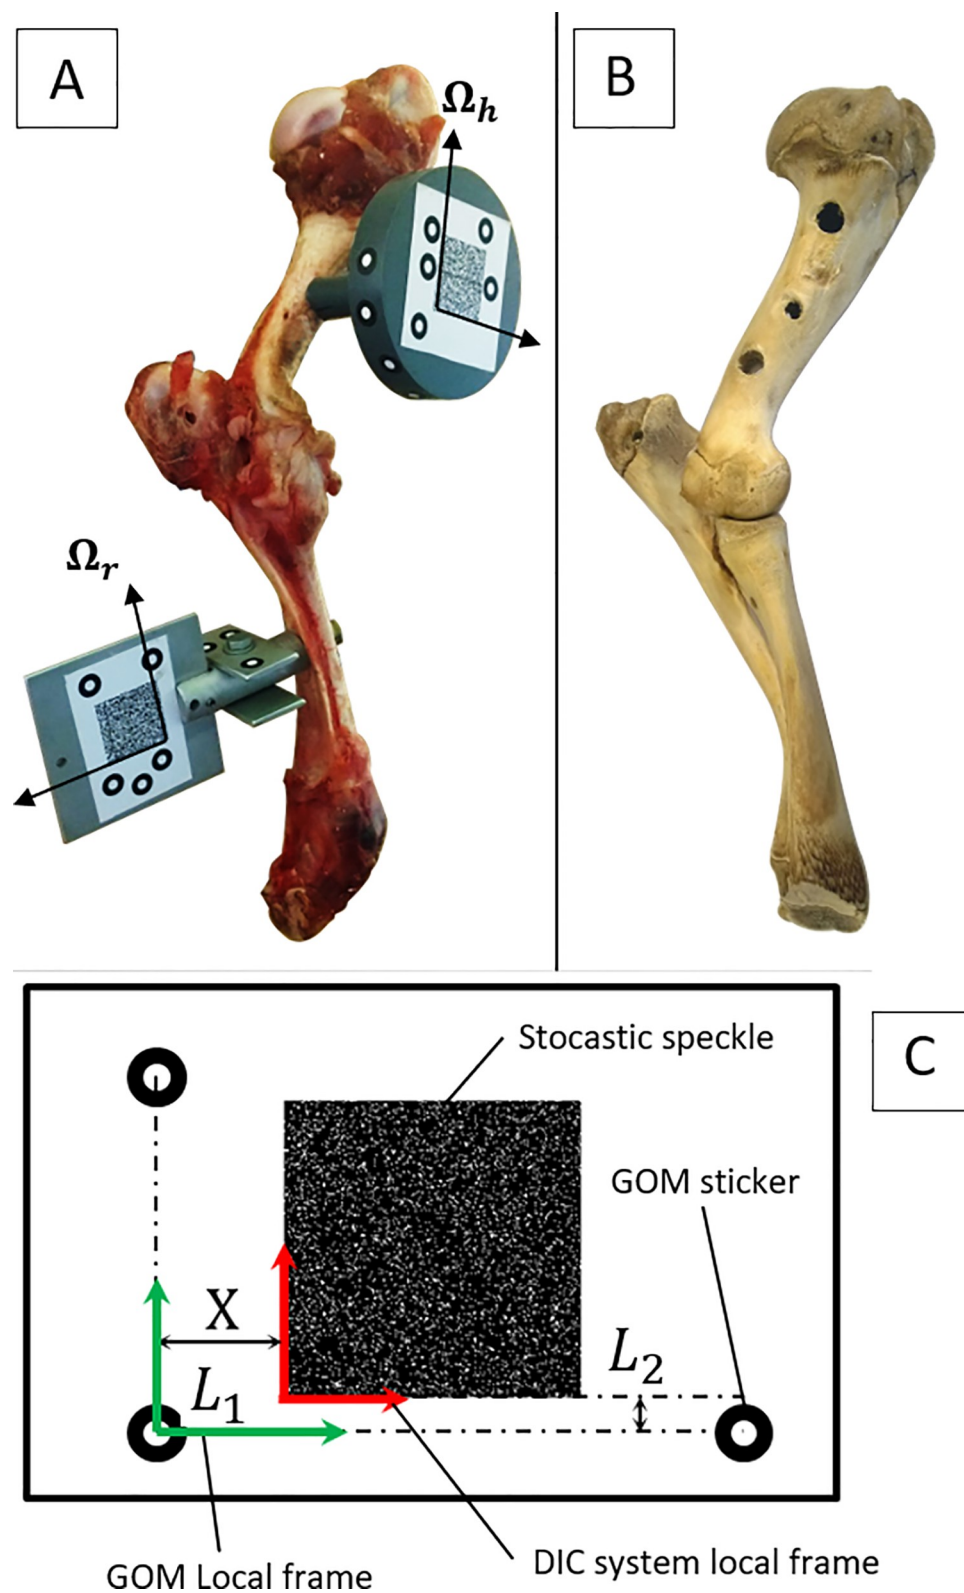 A
B
Ωh
Ωr
C
Stocastic speckle
GOM sticker
X
L2
L1
DIC system local frame
GOM Local frame